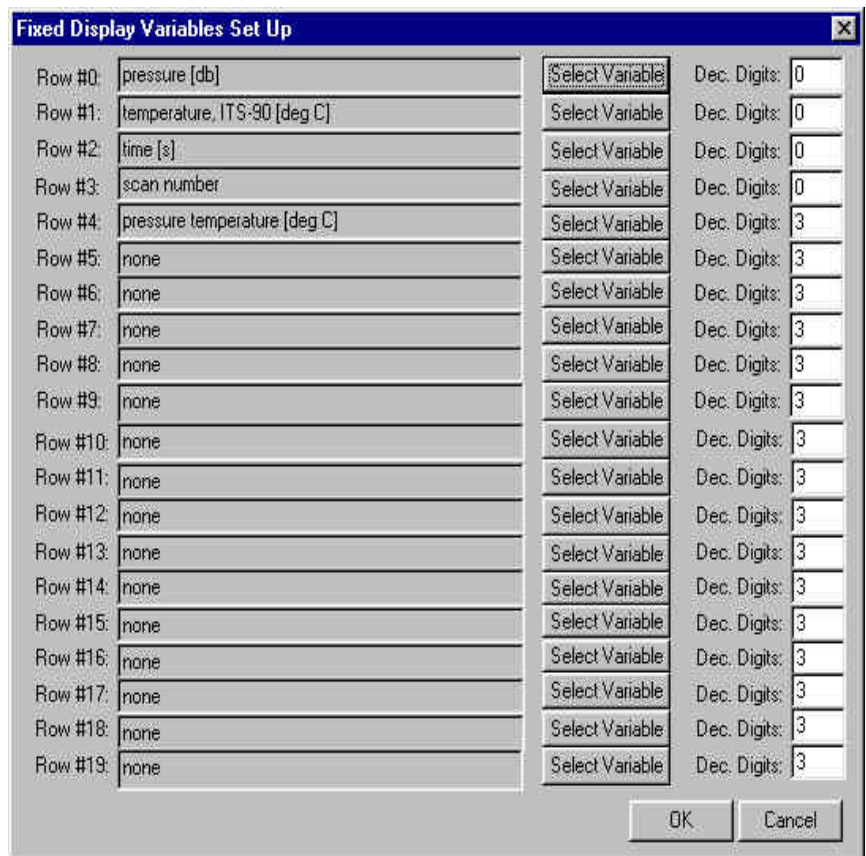 Fixed Display Variables Set Up
Row #0: pressure [db] Select Variable Dec. Digits: 0
Row #1: temperature, ITS-90 [deg C] Select Variable Dec. Digits: 0
Row #2: time [s] Select Variable Dec. Digits: 0
Row #3: scan number Select Variable Dec. Digits: 0
Row #4: pressure temperature [deg C] Select Variable Dec. Digits: 3
Row #5: none Select Variable Dec. Digits: 3
Row #6: none Select Variable Dec. Digits: 3
Row #7: none Select Variable Dec. Digits: 3
Row #8: none Select Variable Dec. Digits: 3
Row #9: none Select Variable Dec. Digits: 3
Row #10: none Select Variable Dec. Digits: 3
Row #11: none Select Variable Dec. Digits: 3
Row #12: none Select Variable Dec. Digits: 3
Row #13: none Select Variable Dec. Digits: 3
Row #14: none Select Variable Dec. Digits: 3
Row #15: none Select Variable Dec. Digits: 3
Row #16: none Select Variable Dec. Digits: 3
Row #17: none Select Variable Dec. Digits: 3
Row #18: none Select Variable Dec. Digits: 3
Row #19: none Select Variable Dec. Digits: 3
OK Cancel